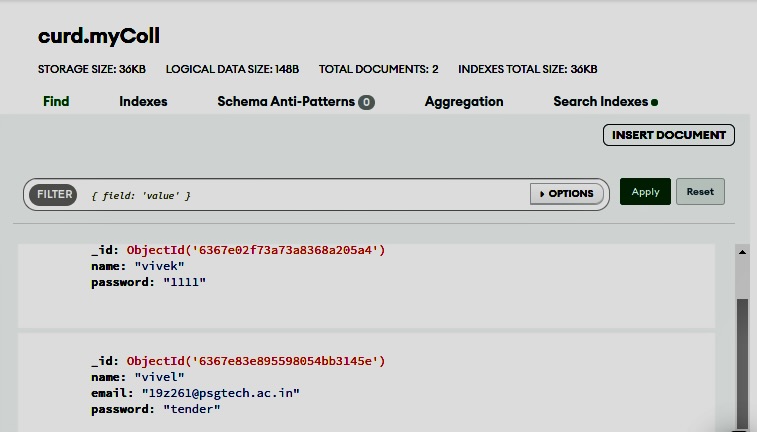 curd.myColl
STORAGE SIZE: 36KB LOGICAL DATA SIZE: 148B TOTAL DOCUMENTS: 2 INDEXES TOTAL SIZE: 36KB
Find Indexes Schema Anti-Patterns 0 Aggregation Search Indexes
INSERT DOCUMENT
FILTER { field: 'value' } OPTIONS Apply Reset
_id: ObjectId('6367e02f73a73a8368a205a4')
name: "vivek"
password: "1111"
_id: ObjectId('6367e83e895598054bb3145e')
name: "vivel"
email: "19z261@psgtech.ac.in"
password: "tender"